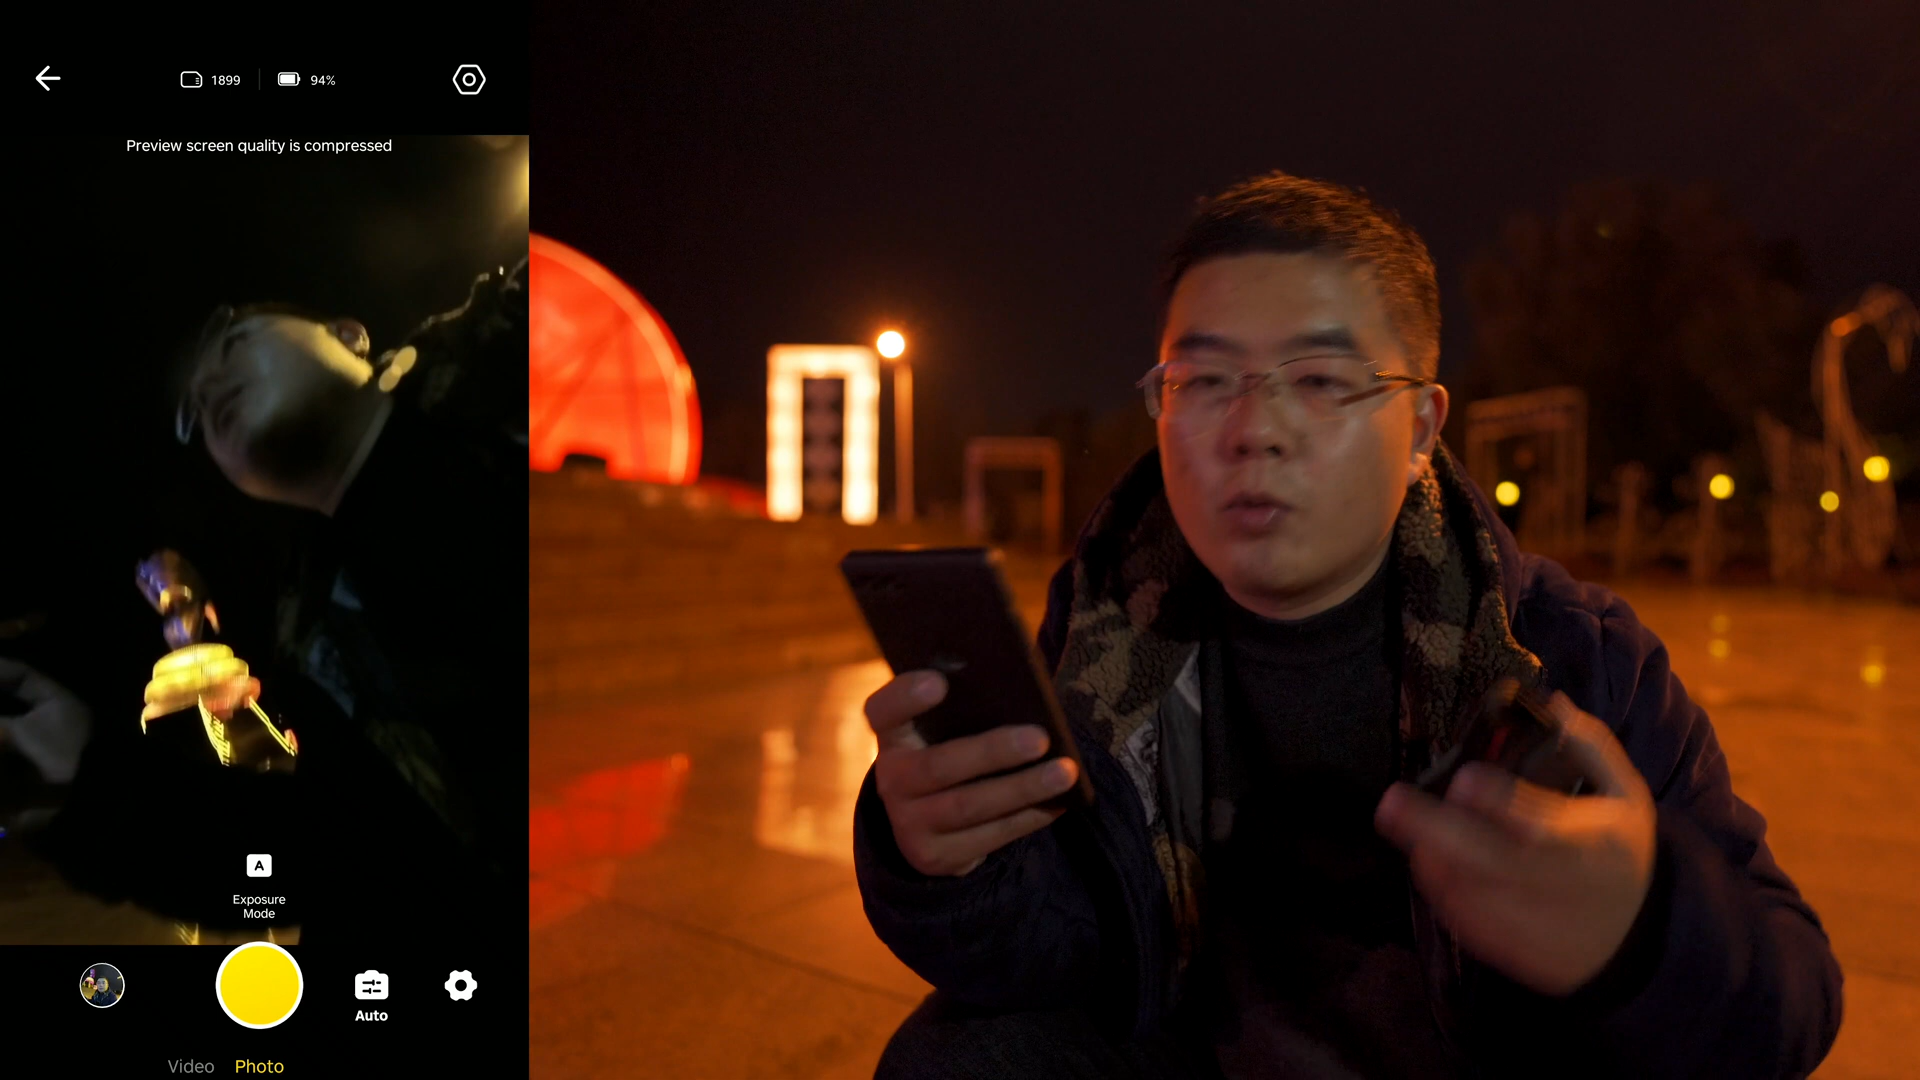 1899
94%
Preview screen quality is compressed
A
Exposure
Mode
Auto
Video
Photo